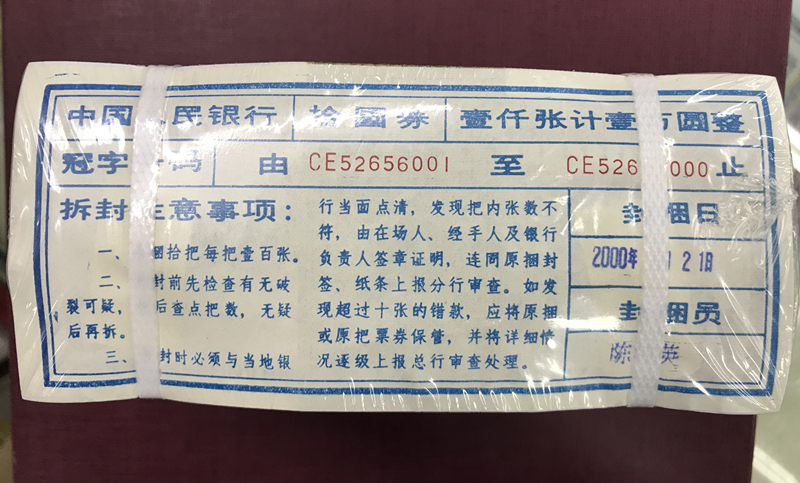 中国 民银行 拾圆券 壹仟张计壹 圆整
冠字 码 由 CE52656001 至 CE526 000 止
拆封 意事项：
一、 捆拾把每把壹百张。
二、 封前先检查有无破
裂可疑， 后查点把数，无疑
后再拆。
三、 封时必须与当地银
行当面点清，发现把内张数不
符，由在场人、经手人及银行
负责人签章证明，连同原捆封
签、纸条上报分行审查。如发
现超过十张的错款，应将原捆
或原把票券保管，并将详细情
况逐级上报总行审查处理。
封捆日
2000年 21日
封 捆员
陈 英